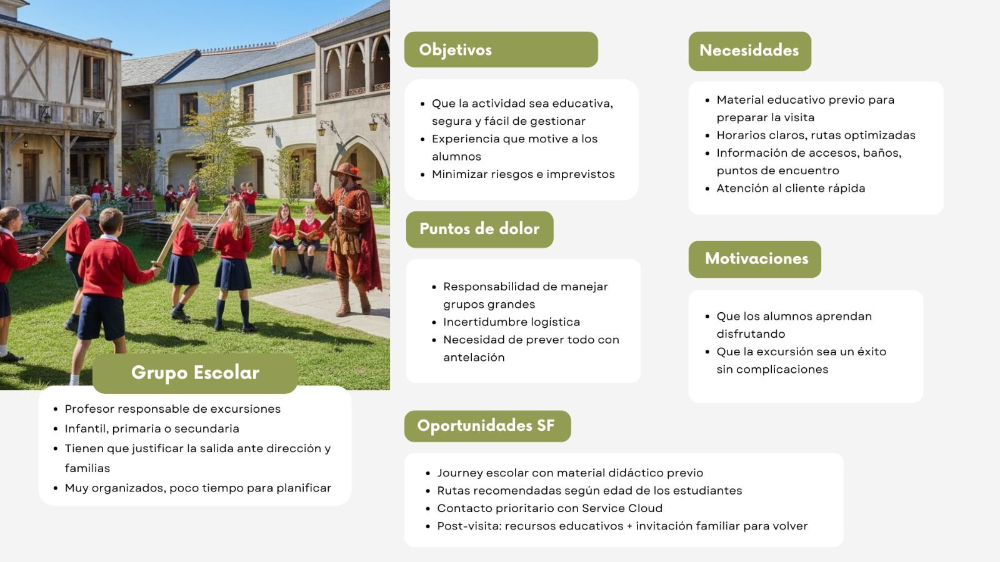 Grupo Escolar
Profesor responsable de excursiones
Infantil, primaria o secundaria
Tienen que justificar la salida ante dirección y
familias
Muy organizados, poco tiempo para planificar
Objetivos
Que la actividad sea educativa,
segura y fácil de gestionar
Experiencia que motive a los
alumnos
Minimizar riesgos e imprevistos
Puntos de dolor
Responsabilidad de manejar
grupos grandes
Incertidumbre logística
Necesidad de prever todo con
antelación
Necesidades
Material educativo previo para
preparar la visita
Horarios claros, rutas optimizadas
Información de accesos, baños,
puntos de encuentro
Atención al cliente rápida
Motivaciones
Que los alumnos aprendan
disfrutando
Que la excursión sea un éxito
sin complicaciones
Oportunidades SF
Journey escolar con material didáctico previo
Rutas recomendadas según edad de los estudiantes
Contacto prioritario con Service Cloud
Post-visita: recursos educativos + invitación familiar para volver